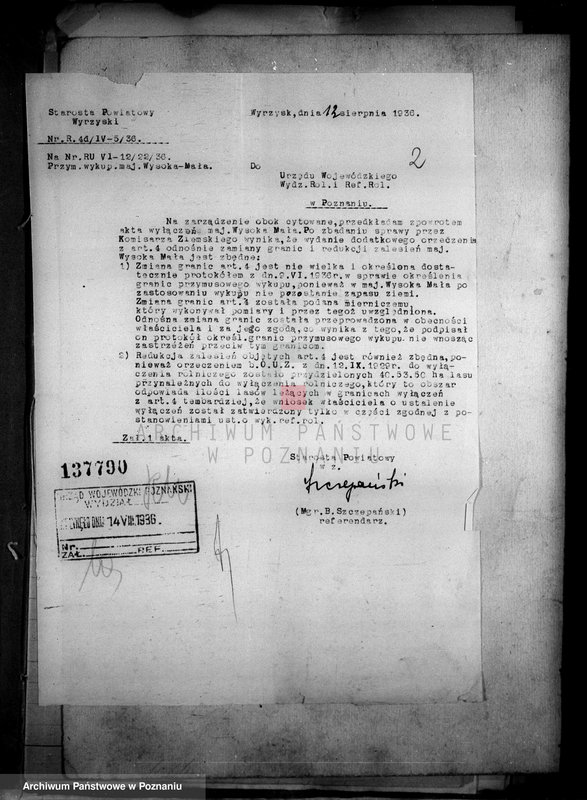 Starosta Powiatowy
Wyrzyski
Nr.R.4d/IV-5/36.
Na Nr.RU VI-12/22/36.
Przym.wykup.maj.Wysoka-Mała.
Wyrzysk,dnia 12 sierpnia 1936.
2
Do
Urzędu Wojewódzkiego
Wydz.Rol.i Ref.Rol.
w Poznaniu.
Na zarządzenie obok cytowane,przedkładam zpowrotem
akta wyłączeń maj.Wysoka Mała.Po zbadaniu sprawy przez
Komisarza Ziemskiego wynika,że wydanie dodatkowego orzeczenia
z art.4 odnośnie zamiany granic i redukcji zalesień maj.
Wysoka Mała jest zbędne:
1) Zmiana granic art.4 jest nie wielka i określona dosta-
tecznie protokółem z dn.9.VI.1936r.w sprawie określenia
granic przymusowego wykupu,ponieważ w maj.Wysoka Mała po
zastosowaniu wykupu nie pozostanie zapasu ziemi.
Zmiana granic art.4 została podana mierniczemu,
który wykonywał pomiary i przez tegoż uwzględniona.
Odnośna zmiana granic została przeprowadzona w obecności
właściciela i za jego zgodą,co wynika z tego,że podpisał
on protokół określ.granic przymusowego wykupu nie wnosząc
zastrzeżeń przeciw tym granicom.
2) Redukcja zalesień objętych art.4 jest również zbędna,po-
nieważ orzeczeniem b.O.U.Z. z dn.12.IX.1929r. do wyłą-
czenia rolniczego zostało przydzielonych 40.53.50 ha lasu
przynależnych do wyłączenia rolniczego,który to obszar
odpowiada ilości lasów leżących w granicach wyłączeń
z art.4 tembardziej,że wniosek właściciela o ustalenie
wyłączeń został zatwierdzony tylko w części zgodnej z po-
stanowieniami ust.o wyk.ref.rol.
Zał.1 akta.
ARCHIWUM PAŃSTWOWE
W POZNANIU
Starosta Powiatowy
w z.
Szczepański
(Mgr.B.Szczepański)
referendarz.
137790
URZĄD WOJEWÓDZKI POZNAŃSKI
WYDZIAŁ
14 VIII.1936.
Nr.
ZAŁ. REF.
Archiwum Państwowe w Poznaniu